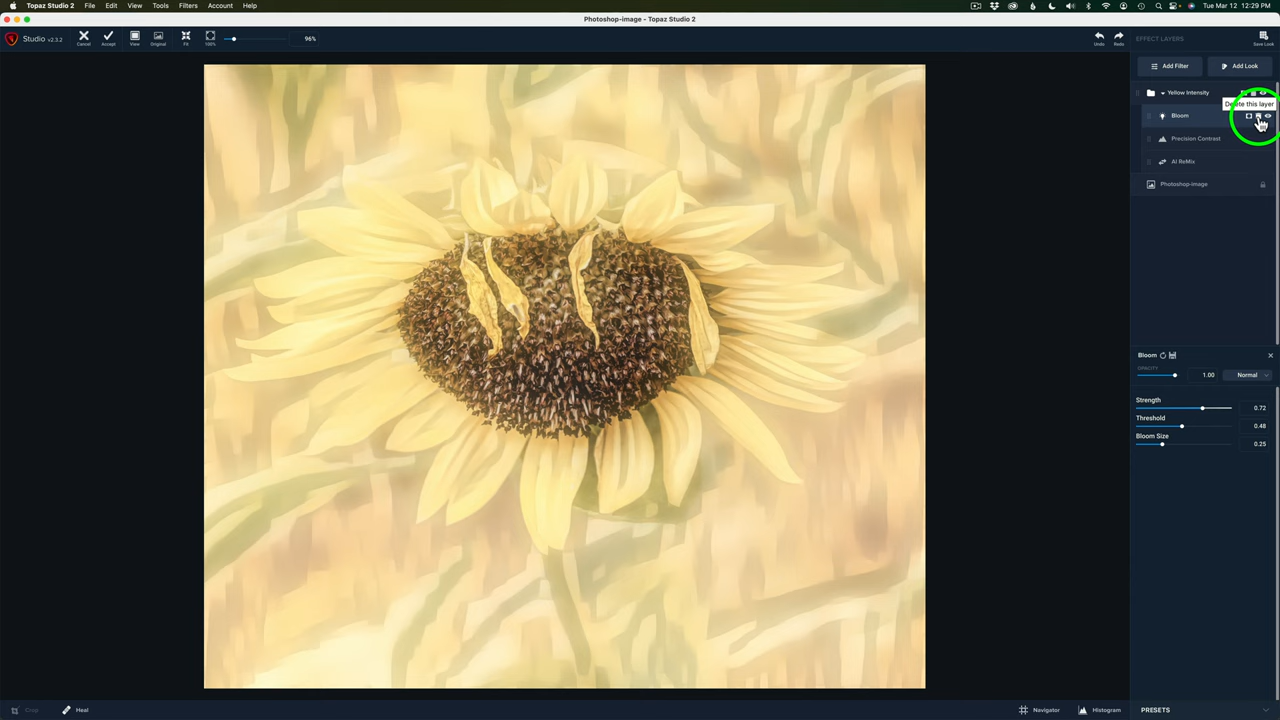 Topaz Studio 2 File Edit View Tools Filters Account Help
Tue Mar 12 12:29 PM
Photoshop-image - Topaz Studio 2
Studio v2.3.2
Cancel Accept View Original Fit 100% 96%
Undo Redo
EFFECT LAYERS
Save Look
Add Filter Add Look
Yellow Intensity
Delete this layer
Bloom
Precision Contrast
AI ReMix
Photoshop-image
Bloom
OPACITY
1.00 Normal
Strength
0.72
Threshold
0.48
Bloom Size
0.25
Crop Heal Navigator Histogram PRESETS